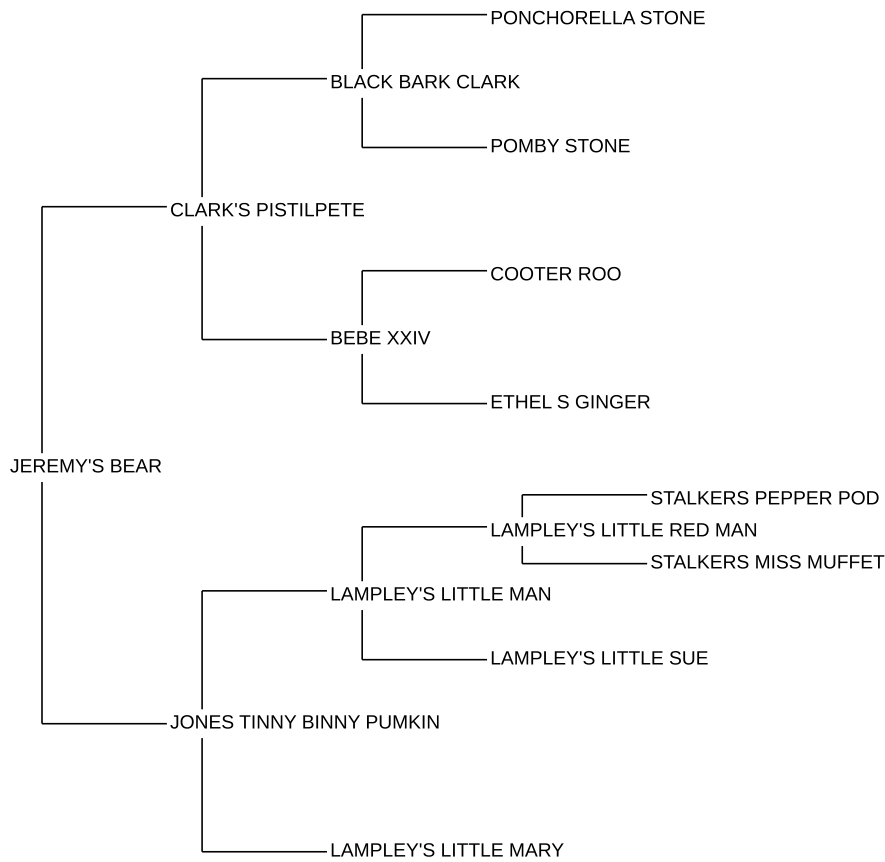 PONCHORELLA STONE
BLACK BARK CLARK
POMBY STONE
CLARK'S PISTILPETE
COOTER ROO
BEBE XXIV
ETHEL S GINGER
JEREMY'S BEAR
STALKERS PEPPER POD
LAMPLEY'S LITTLE RED MAN
STALKERS MISS MUFFET
LAMPLEY'S LITTLE MAN
LAMPLEY'S LITTLE SUE
JONES TINNY BINNY PUMKIN
LAMPLEY'S LITTLE MARY